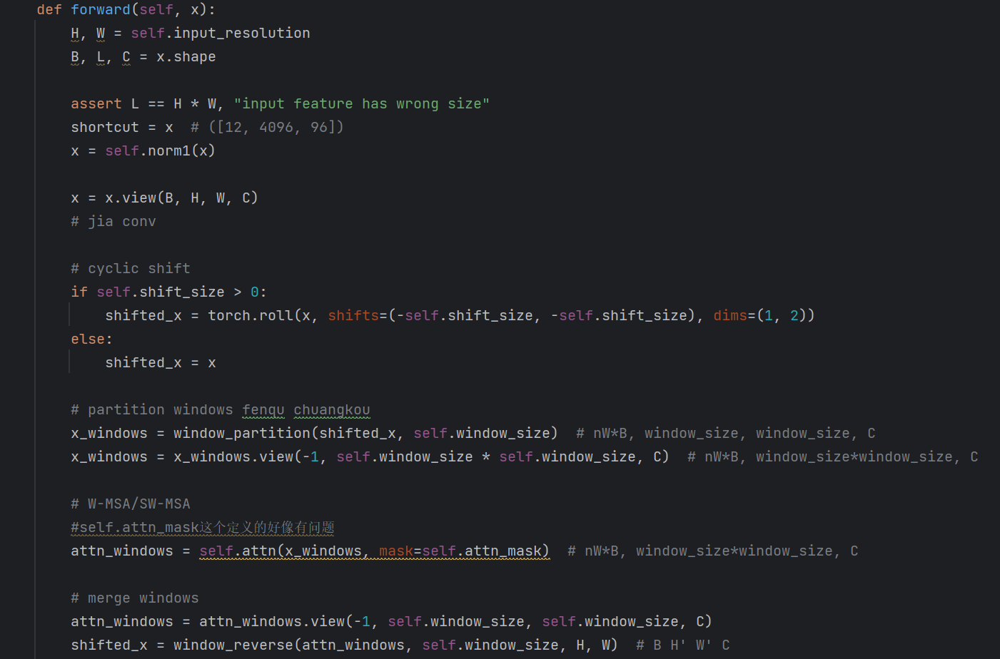 def forward(self, x):
    H, W = self.input_resolution
    B, L, C = x.shape

    assert L == H * W, "input feature has wrong size"
    shortcut = x  # ([12, 4096, 96])
    x = self.norm1(x)

    x = x.view(B, H, W, C)
    # jia conv

    # cyclic shift
    if self.shift_size > 0:
        shifted_x = torch.roll(x, shifts=(-self.shift_size, -self.shift_size), dims=(1, 2))
    else:
        shifted_x = x

    # partition windows fenqu chuangkou
    x_windows = window_partition(shifted_x, self.window_size)  # nW*B, window_size, window_size, C
    x_windows = x_windows.view(-1, self.window_size * self.window_size, C)  # nW*B, window_size*window_size, C

    # W-MSA/SW-MSA
    #self.attn_mask这个定义的好像有问题
    attn_windows = self.attn(x_windows, mask=self.attn_mask)  # nW*B, window_size*window_size, C

    # merge windows
    attn_windows = attn_windows.view(-1, self.window_size, self.window_size, C)
    shifted_x = window_reverse(attn_windows, self.window_size, H, W)  # B H' W' C